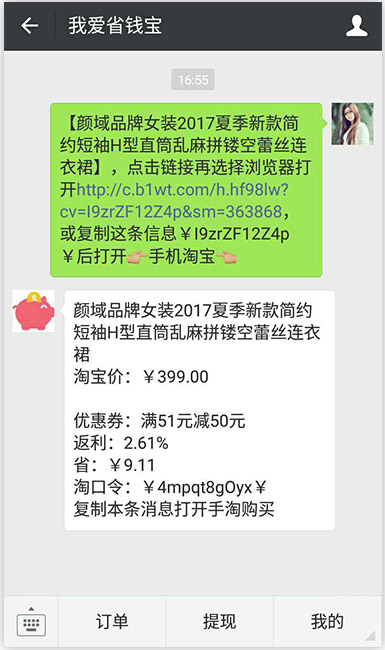 我爱省钱宝
16:55
【颜域品牌女装2017夏季新款简
约短袖H型直筒乱麻拼镂空蕾丝连
衣裙】，点击链接再选择浏览器打
开http://c.b1wt.com/h.hf98lw?
cv=I9zrZF12Z4p&sm=363868，
或复制这条信息￥I9zrZF12Z4p
￥后打开👉手机淘宝👈
颜域品牌女装2017夏季新款简约
短袖H型直筒乱麻拼镂空蕾丝连衣
裙
淘宝价：￥399.00
优惠券：满51元减50元
返利：2.61%
省：￥9.11
淘口令：￥4mpqt8gOyx￥
复制本条消息打开手淘购买
订单
提现
我的